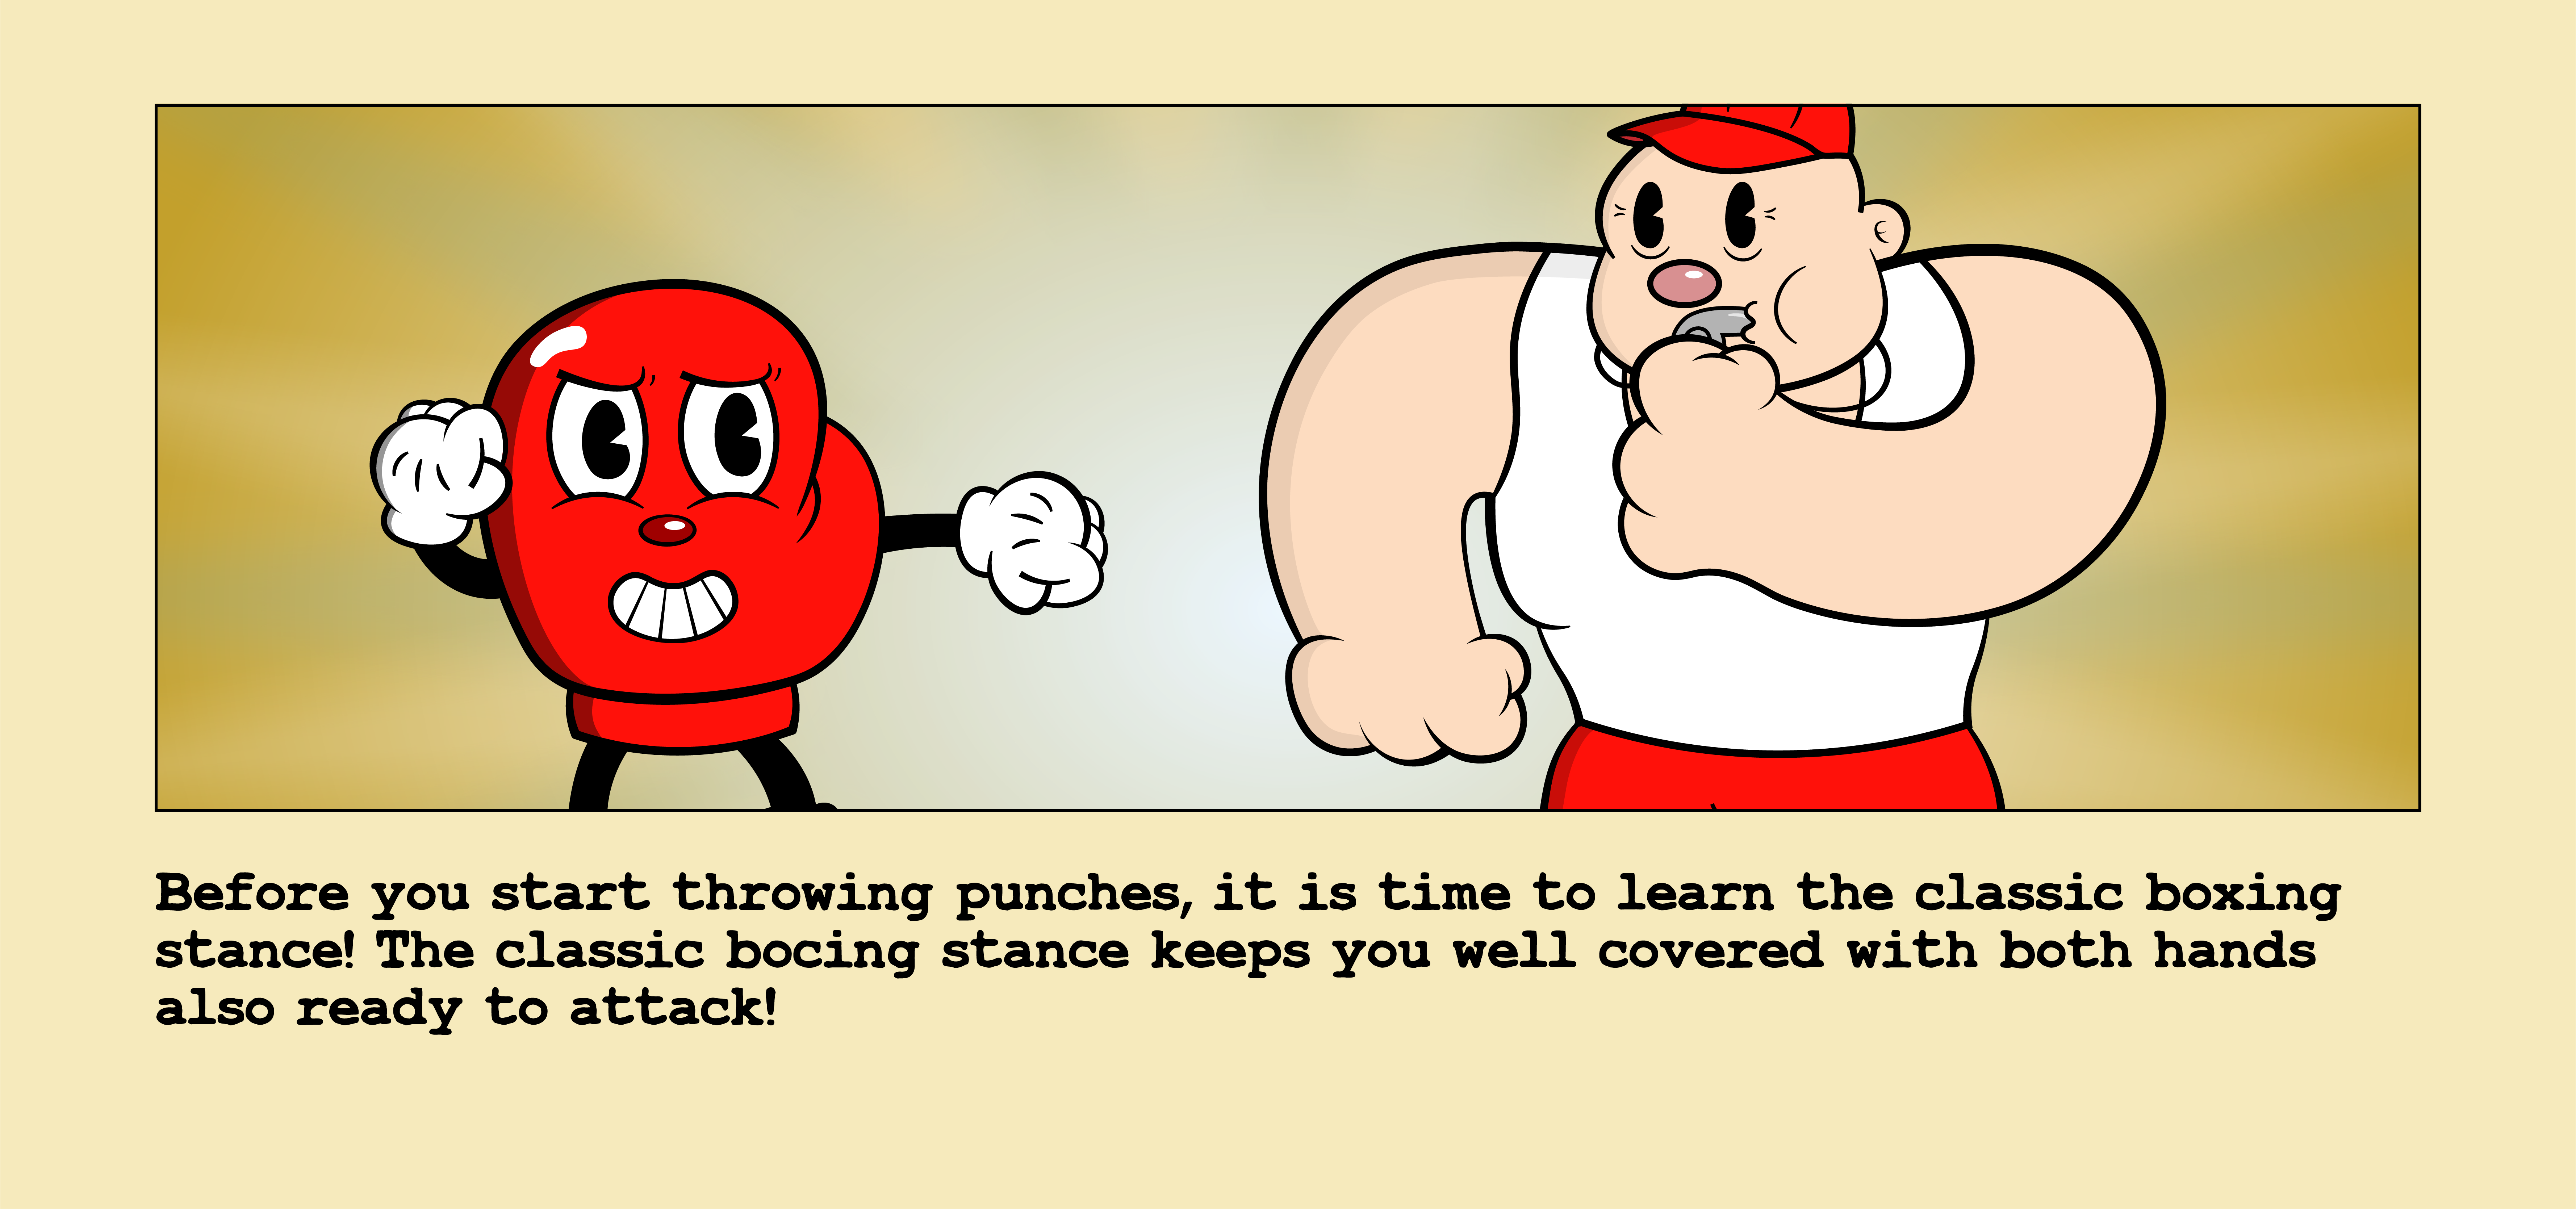 Before you start throwing punches, it is time to learn the classic boxing
stance! The classic bocing stance keeps you well covered with both hands
also ready to attack!